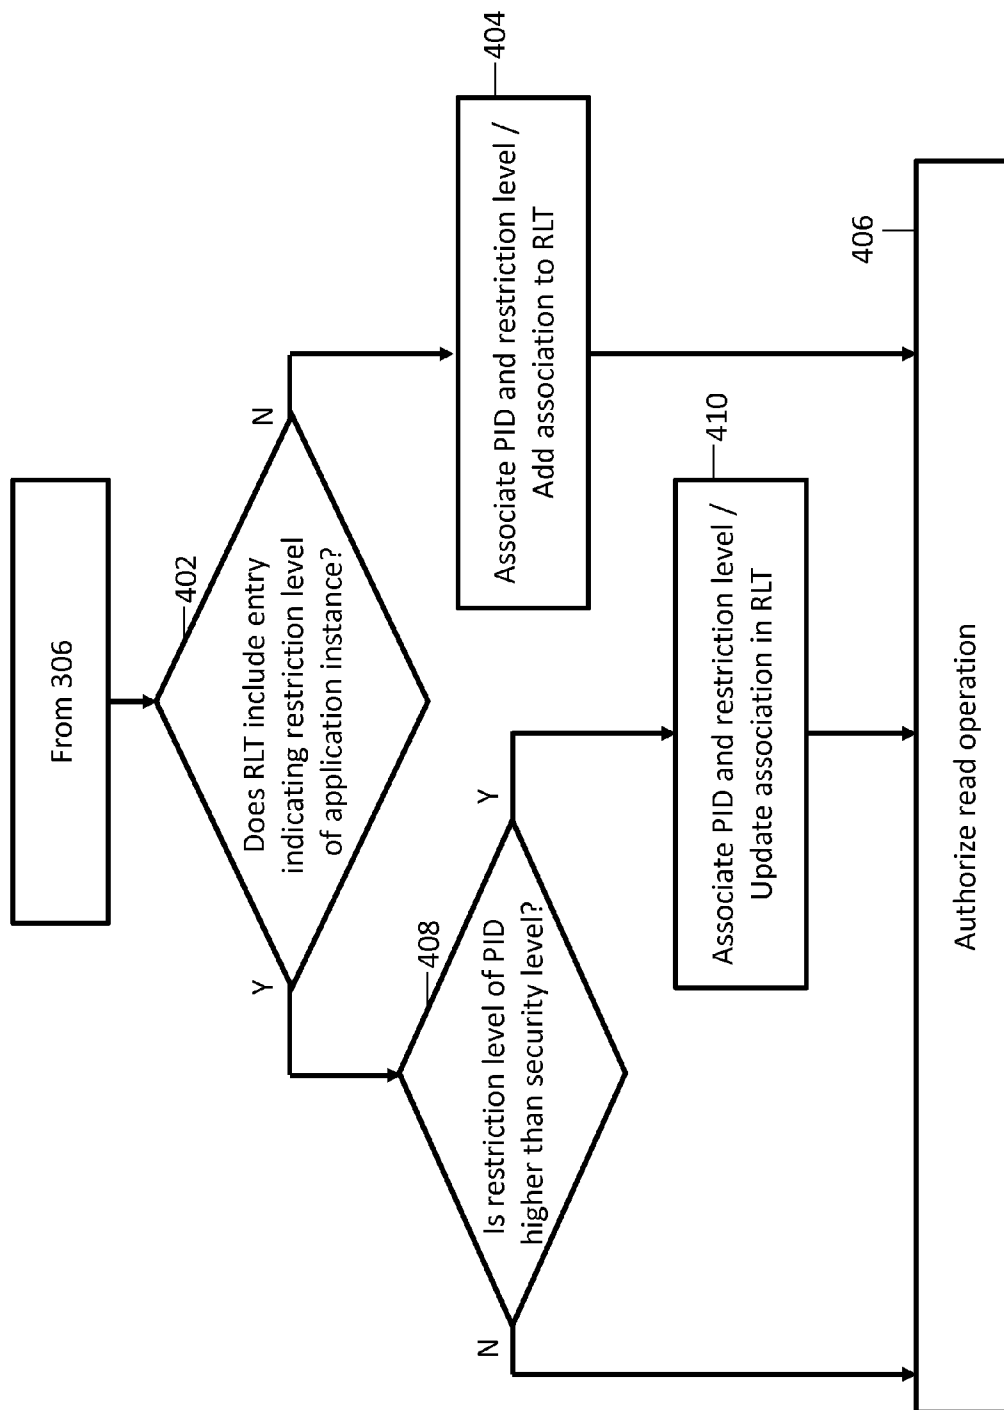 From 306
402
Does RLT include entry
indicating restriction level
of application instance?
Y
N
404
Associate PID and restriction level /
Add association to RLT
408
Is restriction level of PID
higher than security level?
N
Y
410
Associate PID and restriction level /
Update association in RLT
406
Authorize read operation